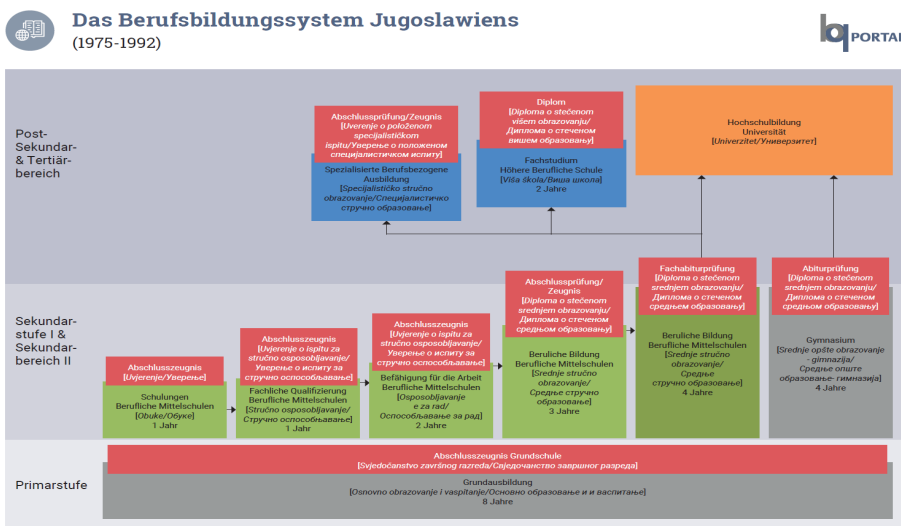 Das Berufsbildungssystem Jugoslawiens
(1975-1992)
bq PORTAL
Post-
Sekundar-
& Tertiär-
bereich
Abschlussprüfung/Zeugnis
[Uverenje o položenom
specijalističkom
ispitu/Уверење о положеном
специјалистичком испиту]
Spezialisierte Berufsbezogene
Ausbildung
[Specijalističko stručno
obrazovanje/Специјалистичко
стручно образовање]
Diplom
[Diploma o stečenom
višem obrazovanju/
Диплома о стеченом
вишем образовању]
Fachstudium
Höhere Berufliche Schule
[Viša škola/Виша школа]
2 Jahre
Hochschulbildung
Universität
[Univerzitet/Универзитет]
Sekundar-
stufe I &
Sekundar-
bereich II
Abschlusszeugnis
[Uvjerenje/Уверење]
Schulungen
Berufliche Mittelschulen
[Obuke/Обуке]
1 Jahr
Abschlusszeugnis
[Uvjerenje o ispitu za
stručno osposobljavanje/
Уверење о испиту за
стручно оспособљавање]
Fachliche Qualifizierung
Berufliche Mittelschulen
[Stručno osposobljavanje/
Стручно оспособљавање]
1 Jahr
Abschlusszeugnis
[Uvjerenje o ispitu za
stručno osposobljavanje/
Уверење о испиту за
стручно оспособљавање]
Befähigung für die Arbeit
Berufliche Mittelschulen
[Osposobljavanje
e za rad/
Оспособљавање за рад]
2 Jahre
Abschlussprüfung/
Zeugnis
[Diploma o stečenom
srednjem obrazovanju/
Диплома о стеченом
средњом образовању]
Beruliche Bildung
Berufliche Mittelschulen
[Srednje stručno
obrazovanje/
Средње стручно
образовање]
3 Jahre
Fachabiturprüfung
[Diploma o stečenom
srednjem obrazovanju/
Диплома о стеченом
средњем образовању]
Beruliche Bildung
Berufliche Mittelschulen
[Srednje stručno
obrazovanje/
Средње
стручно образовање]
4 Jahre
Abiturprüfung
[Diploma o stečenom
srednjem obrazovanju/
Диплома о стеченом
средњем образовању]
Gymnasium
[Srednje opšte obrazovanje
- gimnazija/
Средње опште
образовање- гимназија]
4 Jahre
Primarstufe
Abschlusszeugnis Grundschule
[Svjedočanstvo završnog razreda/Сведочанство завршног разреда]
Grundausbildung
[Osnovno obrazovanje i vaspitanje/Основно образовање и и васпитање]
8 Jahre